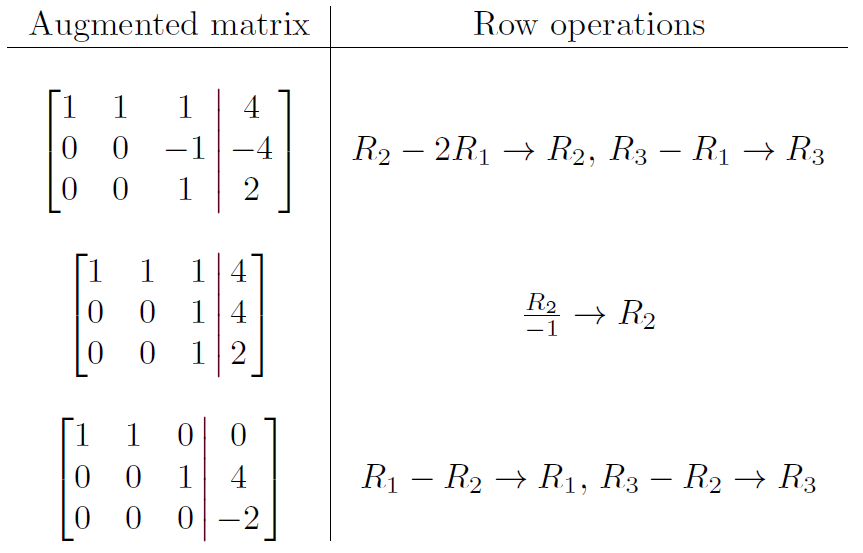 Augmented matrix Row operations
1 1 1 4
0 0 −1 −4
0 0 1 2
R₂ − 2R₁ → R₂, R₃ − R₁ → R₃
1 1 1 4
0 0 1 4
0 0 1 2
R₂/−1 → R₂
1 1 0 0
0 0 1 4
0 0 0 −2
R₁ − R₂ → R₁, R₃ − R₂ → R₃